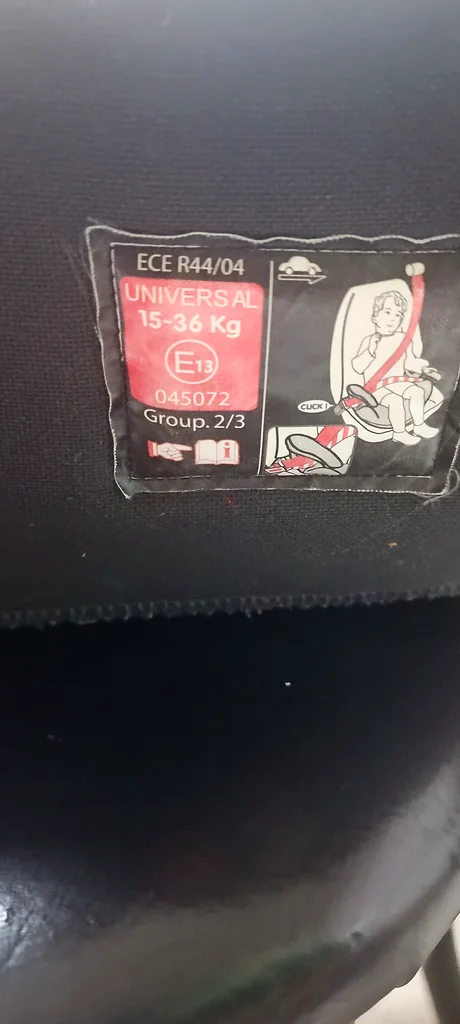 ECE R44/04
UNIVERSAL
15-36 Kg
E13
045072
Group. 2/3
i
CLICK !